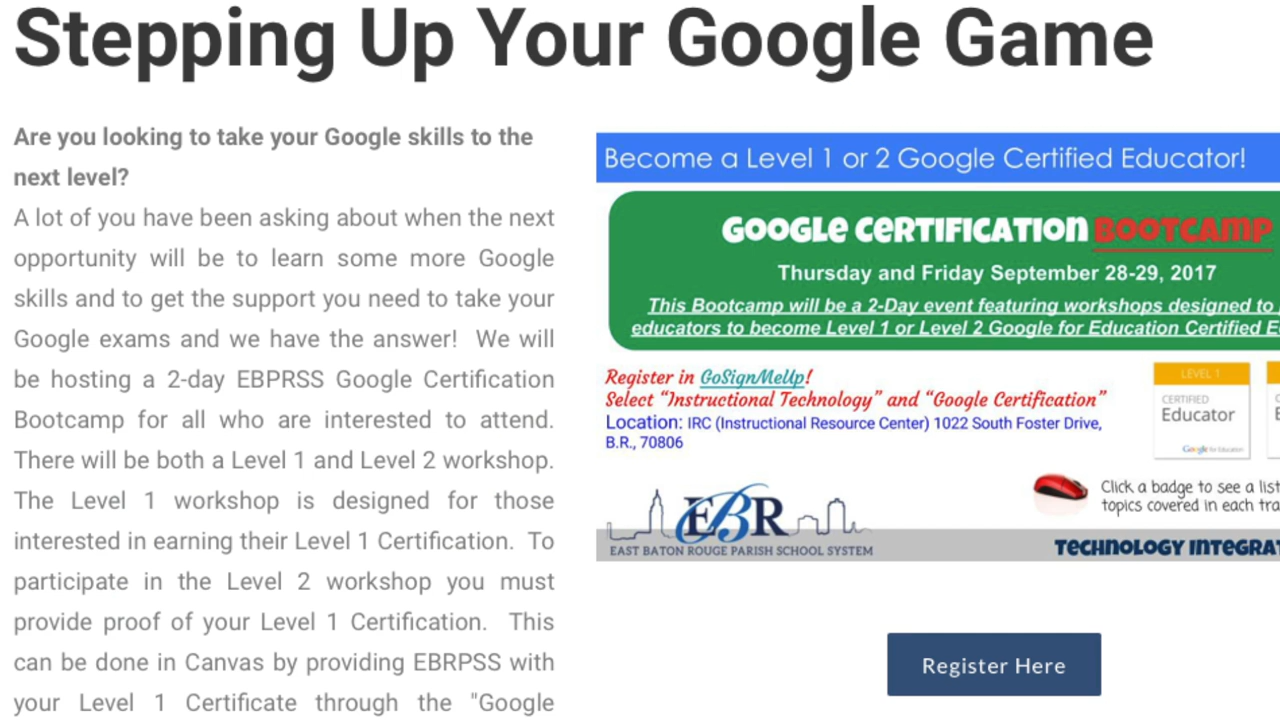 Stepping Up Your Google Game
Are you looking to take your Google skills to the
next level?
A lot of you have been asking about when the next
opportunity will be to learn some more Google
skills and to get the support you need to take your
Google exams and we have the answer! We will
be hosting a 2-day EBPRSS Google Certification
Bootcamp for all who are interested to attend.
There will be both a Level 1 and Level 2 workshop.
The Level 1 workshop is designed for those
interested in earning their Level 1 Certification. To
participate in the Level 2 workshop you must
provide proof of your Level 1 Certification. This
can be done in Canvas by providing EBRPSS with
your Level 1 Certificate through the "Google
Become a Level 1 or 2 Google Certified Educator!
GOOGLE CERTIFICATION BOOTCAMP
Thursday and Friday September 28-29, 2017
This Bootcamp will be a 2-Day event featuring workshops designed to
educators to become Level 1 or Level 2 Google for Education Certified
Register in GoSignMeUp!
Select “Instructional Technology” and “Google Certification”
Location: IRC (Instructional Resource Center) 1022 South Foster Drive,
B.R., 70806
LEVEL 1
CERTIFIED
Educator
Google for Education
Click a badge to see a list
topics covered in each
EBR
EAST BATON ROUGE PARISH SCHOOL SYSTEM
TECHNOLOGY
Register Here